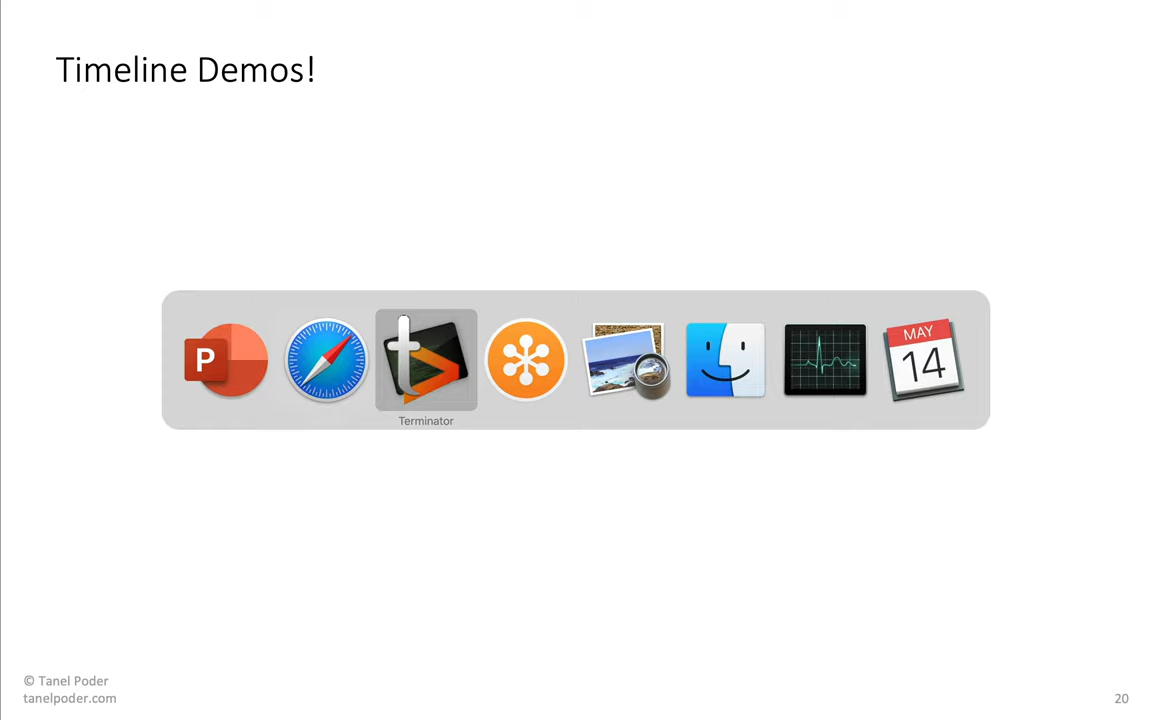 Timeline Demos!
P
t
MAY
14
Terminator
© Tanel Poder
tanelpoder.com
20